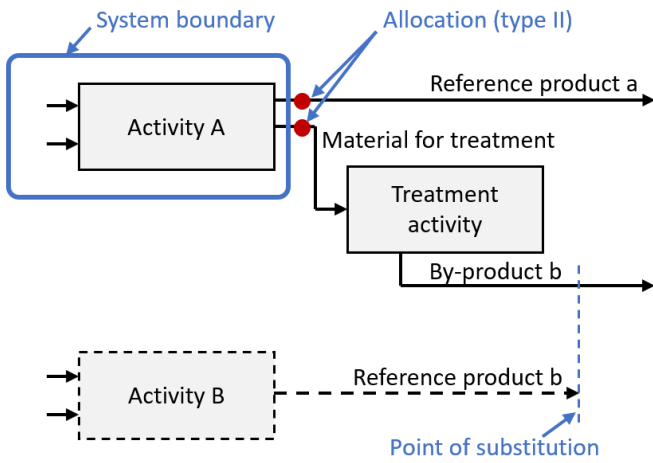 System boundary
Allocation (type II)
Reference product a
Activity A
Material for treatment
Treatment
activity
By-product b
Reference product b
Activity B
Point of substitution